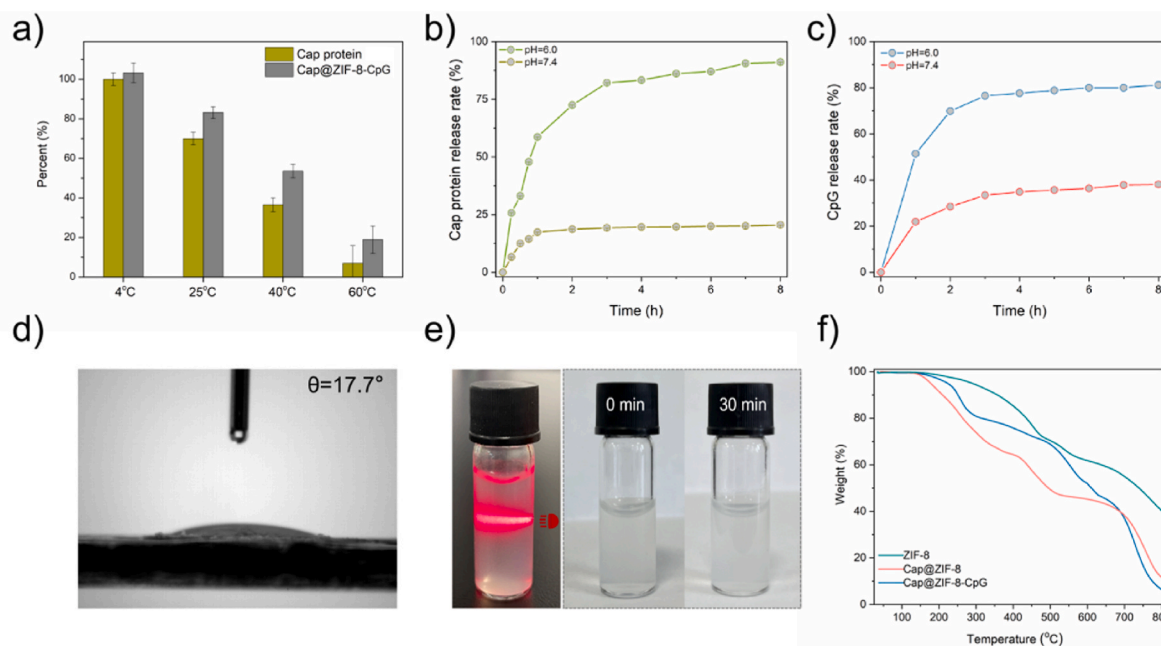 a)
Cap protein
Cap@ZIF-8-CpG
Percent (%)
100
80
60
40
20
0
4°C
25°C
40°C
60°C
b)
pH=6.0
pH=7.4
Cap protein release rate (%)
100
75
50
25
0
0
2
4
6
8
Time (h)
c)
pH=6.0
pH=7.4
CpG release rate (%)
100
80
60
40
20
0
0
1
2
3
4
5
6
7
8
Time (h)
d)
θ=17.7°
e)
0 min
30 min
f)
Weight (%)
100
80
60
40
20
0
ZIF-8
Cap@ZIF-8
Cap@ZIF-8-CpG
100
200
300
400
500
600
700
Temperature (°C)